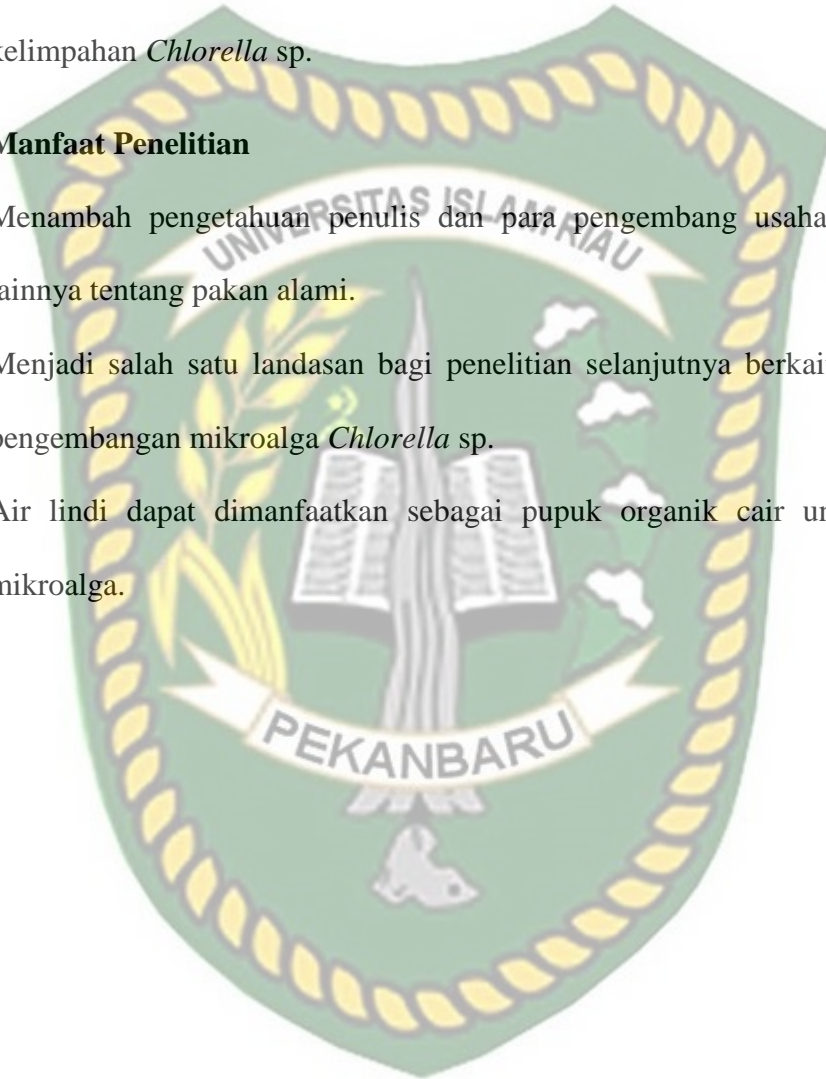 kelimpahan Chlorella sp.
Manfaat Penelitian
UNIVERSITAS ISLAM RIAU
Menambah pengetahuan penulis dan para pengembang usaha
lainnya tentang pakan alami.
Menjadi salah satu landasan bagi penelitian selanjutnya
pengembangan mikroalga Chlorella sp.
Air lindi dapat dimanfaatkan sebagai pupuk organik cair
mikroalga.
PEKANBARU